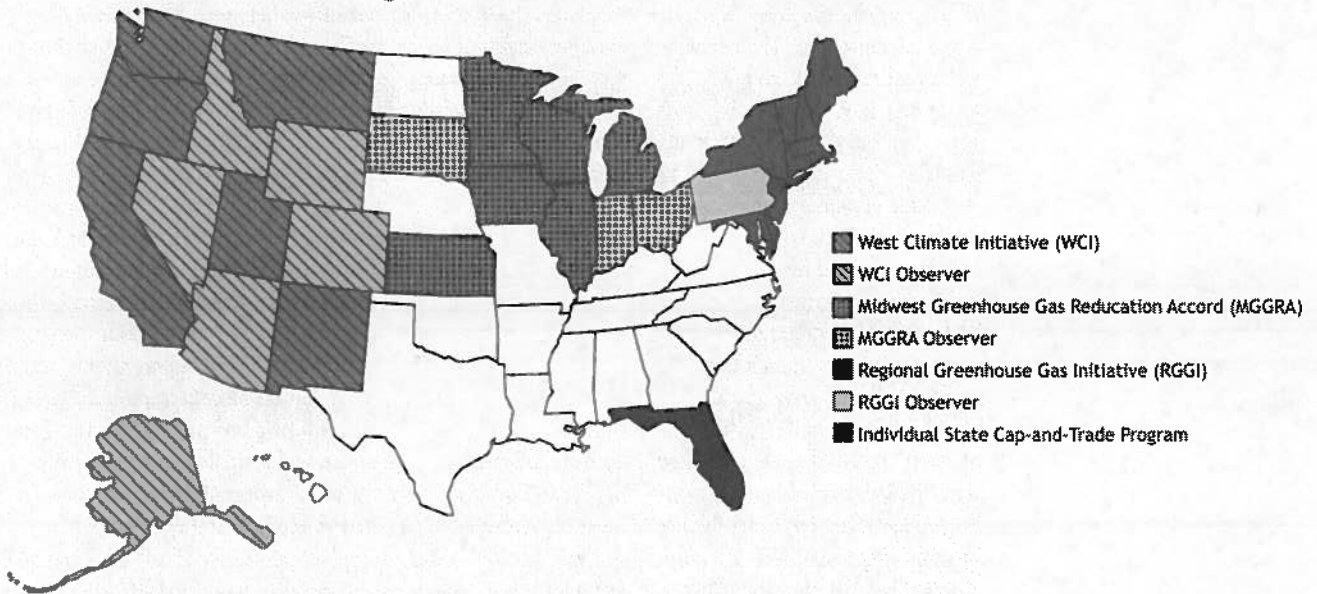 West Climate Initiative (WCI)
WCI Observer
Midwest Greenhouse Gas Reducation Accord (MGGRA)
MGGRA Observer
Regional Greenhouse Gas Initiative (RGGI)
RGGI Observer
Individual State Cap-and-Trade Program